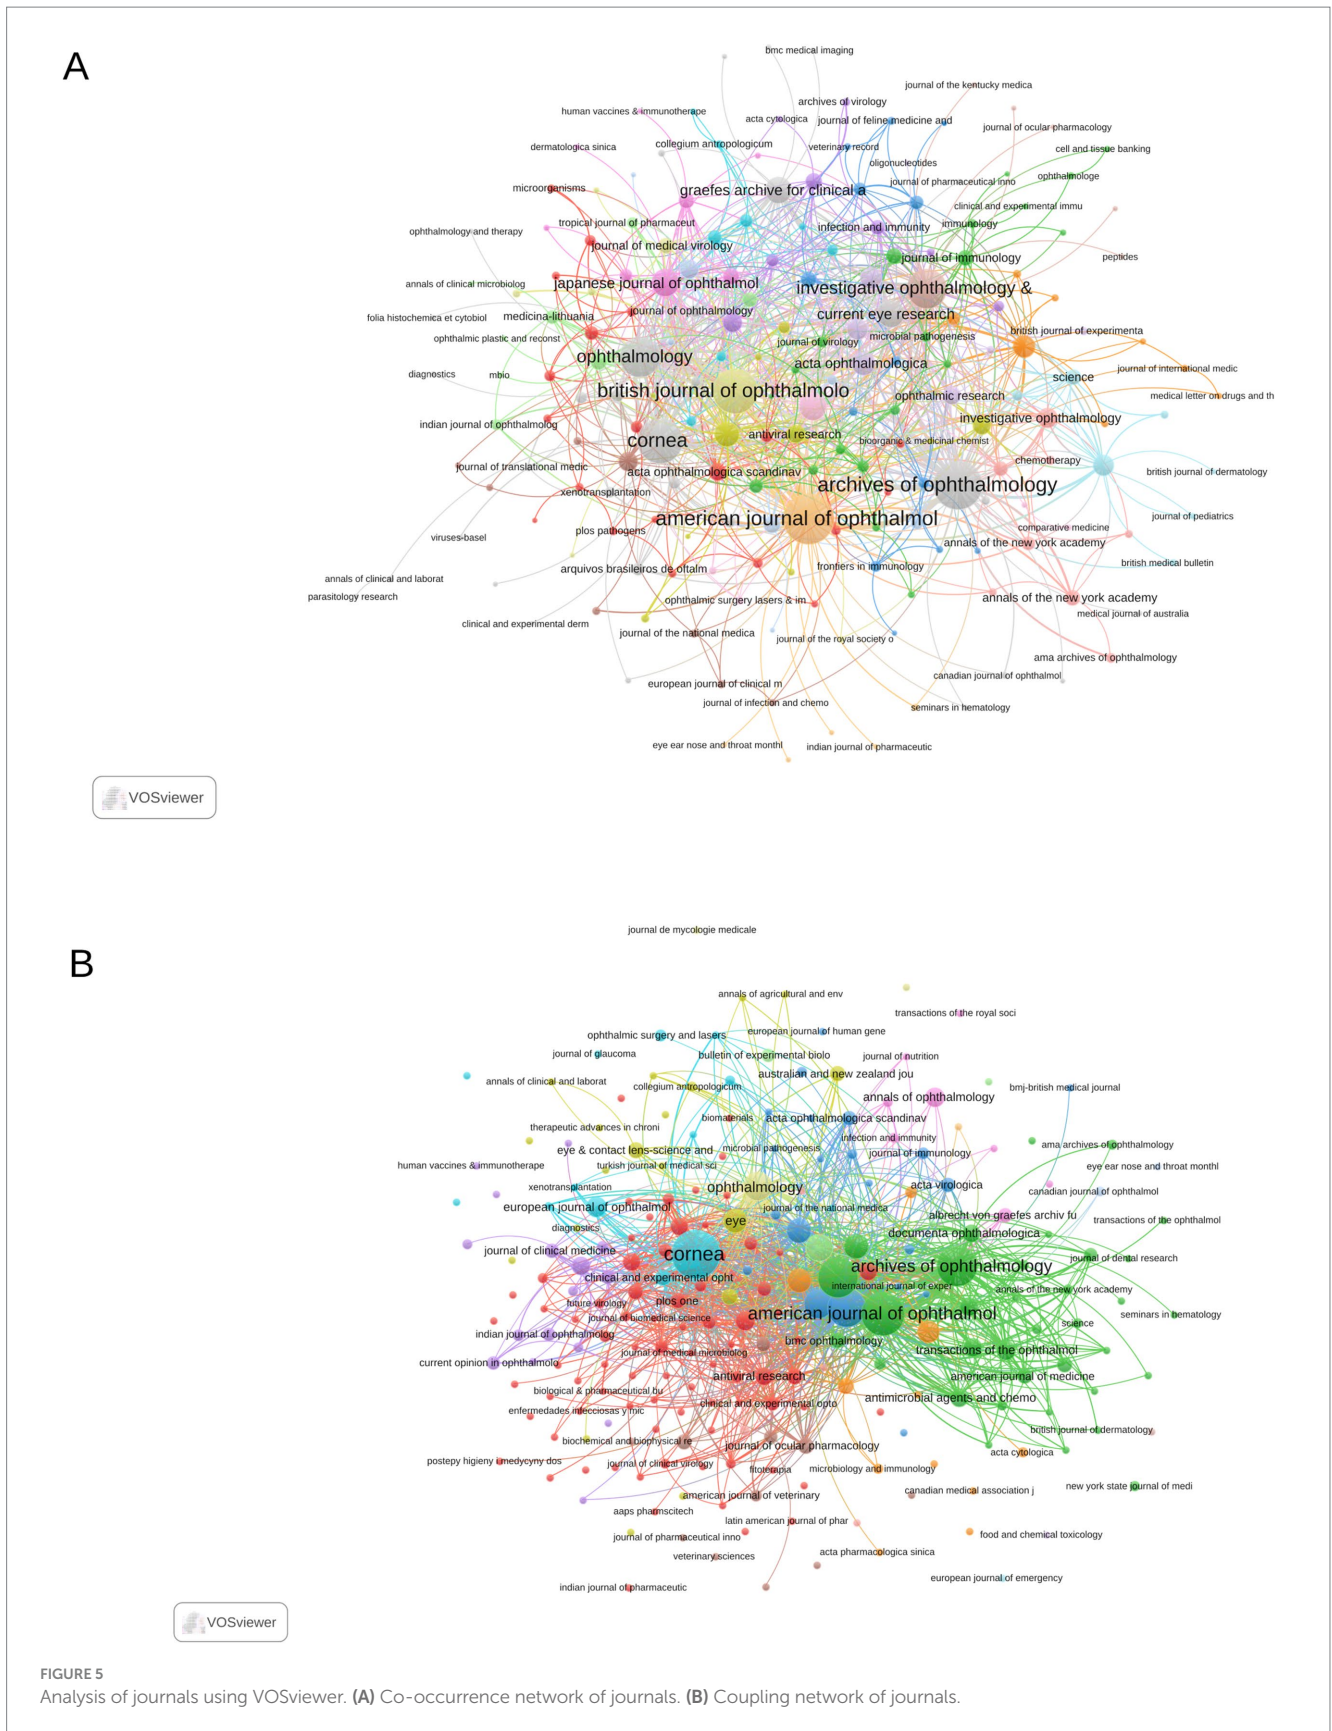 A
bmc medical imaging
journal of the kentucky medica
archives of virology
human vaccines & immunotherape
acta cytologica
journal of feline medicine and
journal of ocular pharmacology
dermatologica sinica
collegium antropologicum
veterinary record
cell and tissue banking
oligonucleotides
ophthalmologe
microorganisms
graefes archive for clinical a
journal of pharmaceutical inno
clinical and experimental immu
tropical journal of pharmaceut
infection and immunity
immunology
ophthalmology and therapy
journal of medical virology
journal of immunology
peptides
annals of clinical microbiolog
japanese journal of ophthalmol
investigative ophthalmology &
folia histochemica et cytobiol
medicina-lithuania
journal of ophthalmology
current eye research
british journal of experimenta
ophthalmic plastic and reconst
journal of virology
microbial pathogenesis
ophthalmology
acta ophthalmologica
journal of international medic
diagnostics
mbio
science
british journal of ophthalmolo
ophthalmic research
medical letter on drugs and th
indian journal of ophthalmolog
investigative ophthalmology
cornea
antiviral research
bioorganic & medicinal chemist
journal of translational medic
acta ophthalmologica scandinav
chemotherapy
british journal of dermatology
xenotransplantation
archives of ophthalmology
american journal of ophthalmol
journal of pediatrics
plos pathogens
comparative medicine
viruses-basel
annals of the new york academy
arquivos brasileiros de oftalm
frontiers in immunology
british medical bulletin
annals of clinical and laborat
parasitology research
ophthalmic surgery lasers & im
annals of the new york academy
medical journal of australia
clinical and experimental derm
journal of the national medica
journal of the royal society o
ama archives of ophthalmology
european journal of clinical m
canadian journal of ophthalmol
journal of infection and chemo
seminars in hematology
eye ear nose and throat monthl
indian journal of pharmaceutic
VOSviewer
B
journal de mycologie medicale
annals of agricultural and env
transactions of the royal soci
ophthalmic surgery and lasers
european journal of human gene
journal of glaucoma
bulletin of experimental biolo
journal of nutrition
annals of clinical and laborat
collegium antropologicum
australian and new zealand jou
bmj-british medical journal
annals of ophthalmology
biomaterials
acta ophthalmologica scandinav
therapeutic advances in chroni
infection and immunity
eye & contact lens-science and
microbial pathogenesis
journal of immunology
ama archives of ophthalmology
human vaccines & immunotherape
turkish journal of medical sci
eye ear nose and throat monthl
xenotransplantation
ophthalmology
acta virologica
canadian journal of ophthalmol
european journal of ophthalmol
journal of the national medica
albrecht von graefes archiv fu
diagnostics
eye
documenta ophthalmologica
transactions of the ophthalmol
journal of clinical medicine
cornea
archives of ophthalmology
journal of dental research
clinical and experimental opht
international journal of exper
annals of the new york academy
future virology
plos one
american journal of ophthalmol
seminars in hematology
journal of biomedical science
science
indian journal of ophthalmolog
bmc ophthalmology
journal of medical microbiolog
transactions of the ophthalmol
current opinion in ophthalmolo
antiviral research
american journal of medicine
biological & pharmaceutical bu
clinical and experimental opto
antimicrobial agents and chemo
enfermedades infecciosas y mic
british journal of dermatology
biochemical and biophysical re
journal of ocular pharmacology
acta cytologica
postepy higieny i medycyny dos
journal of clinical virology
fitoterapia
microbiology and immunology
american journal of veterinary
canadian medical association j
new york state journal of medi
aaps pharmscitech
latin american journal of phar
journal of pharmaceutical inno
food and chemical toxicology
veterinary sciences
acta pharmacologica sinica
european journal of emergency
indian journal of pharmaceutic
VOSviewer
FIGURE 5
Analysis of journals using VOSviewer. (A) Co-occurrence network of journals. (B) Coupling network of journals.